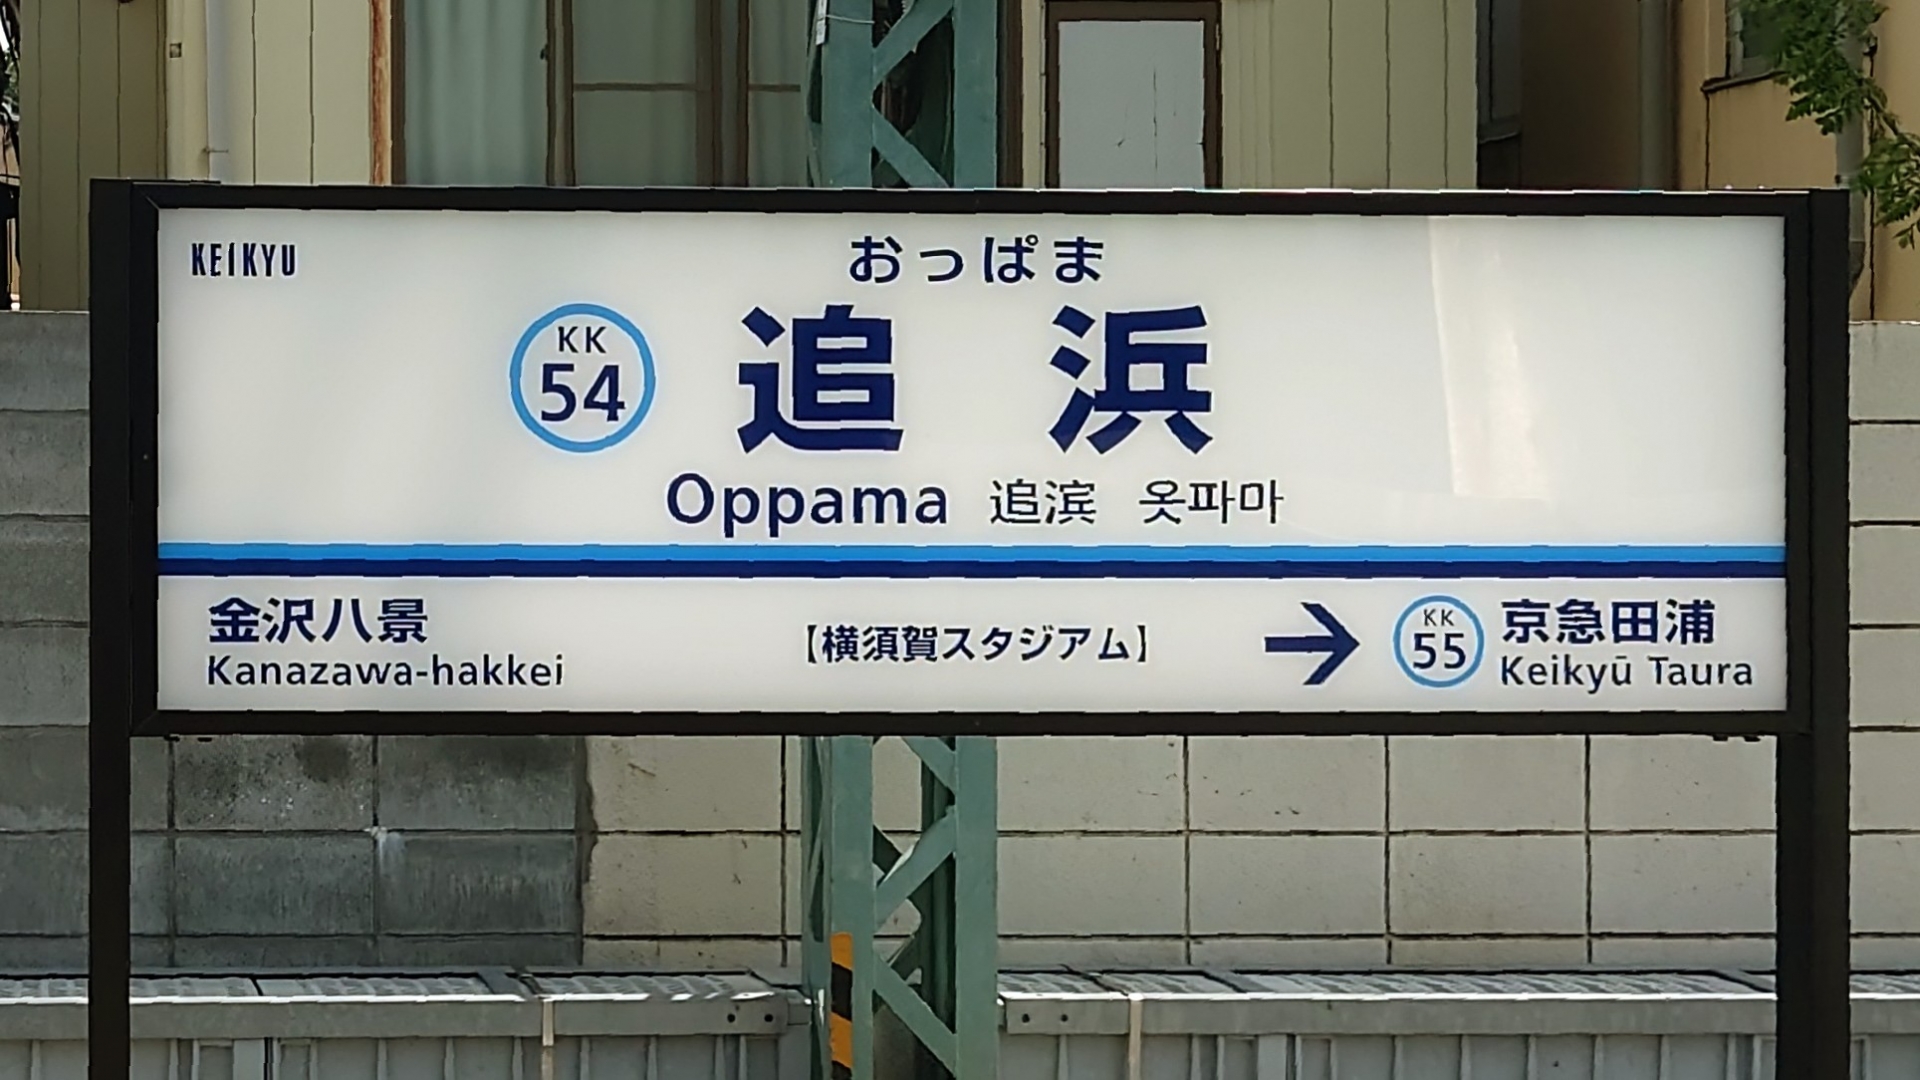 KEIKYU
おっぱま
KK
54
追浜
Oppama 追滨 옷파마
金沢八景
Kanazawa-hakkei
【横須賀スタジアム】
→
KK
55
京急田浦
Keikyū Taura